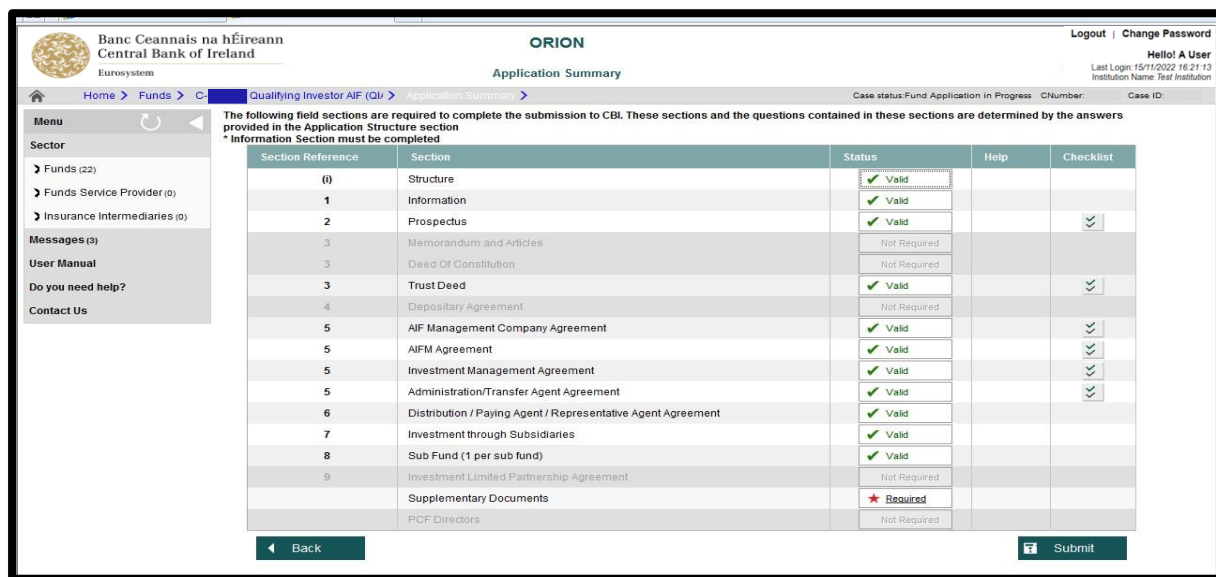 Banc Ceannais na hÉireann
Central Bank of Ireland
Eurosystem
ORION
Application Summary
Logout | Change Password
Hello! A User
Last Login:15/11/2022 16:21:13
Institution Name:Test Institution
Home > Funds > C- Qualifying Investor AIF (QI/ > Application Summary >
Case status:Fund Application in Progress CNumber: Case ID:
Menu
Sector
Funds (22)
Funds Service Provider (0)
Insurance Intermediaries (0)
Messages (3)
User Manual
Do you need help?
Contact Us
The following field sections are required to complete the submission to CBI. These sections and the questions contained in these sections are determined by the answers
provided in the Application Structure section
* Information Section must be completed
Section Reference Section Status Help Checklist
(i) Structure Valid
1 Information Valid
2 Prospectus Valid
3 Memorandum and Articles Not Required
3 Deed Of Constitution Not Required
3 Trust Deed Valid
4 Depositary Agreement Not Required
5 AIF Management Company Agreement Valid
5 AIFM Agreement Valid
5 Investment Management Agreement Valid
5 Administration/Transfer Agent Agreement Valid
6 Distribution / Paying Agent / Representative Agent Agreement Valid
7 Investment through Subsidiaries Valid
8 Sub Fund (1 per sub fund) Valid
9 Investment Limited Partnership Agreement Not Required
Supplementary Documents Required
PCF Directors Not Required
Back
Submit